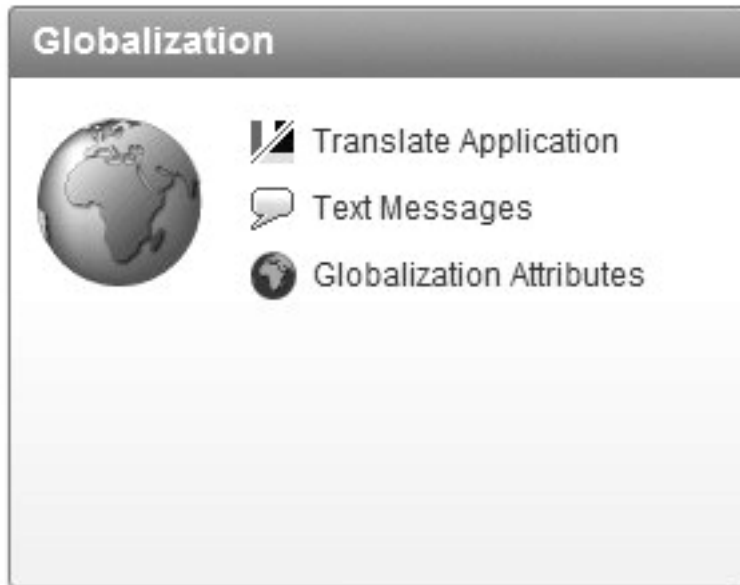 Globalization
Translate Application
Text Messages
Globalization Attributes